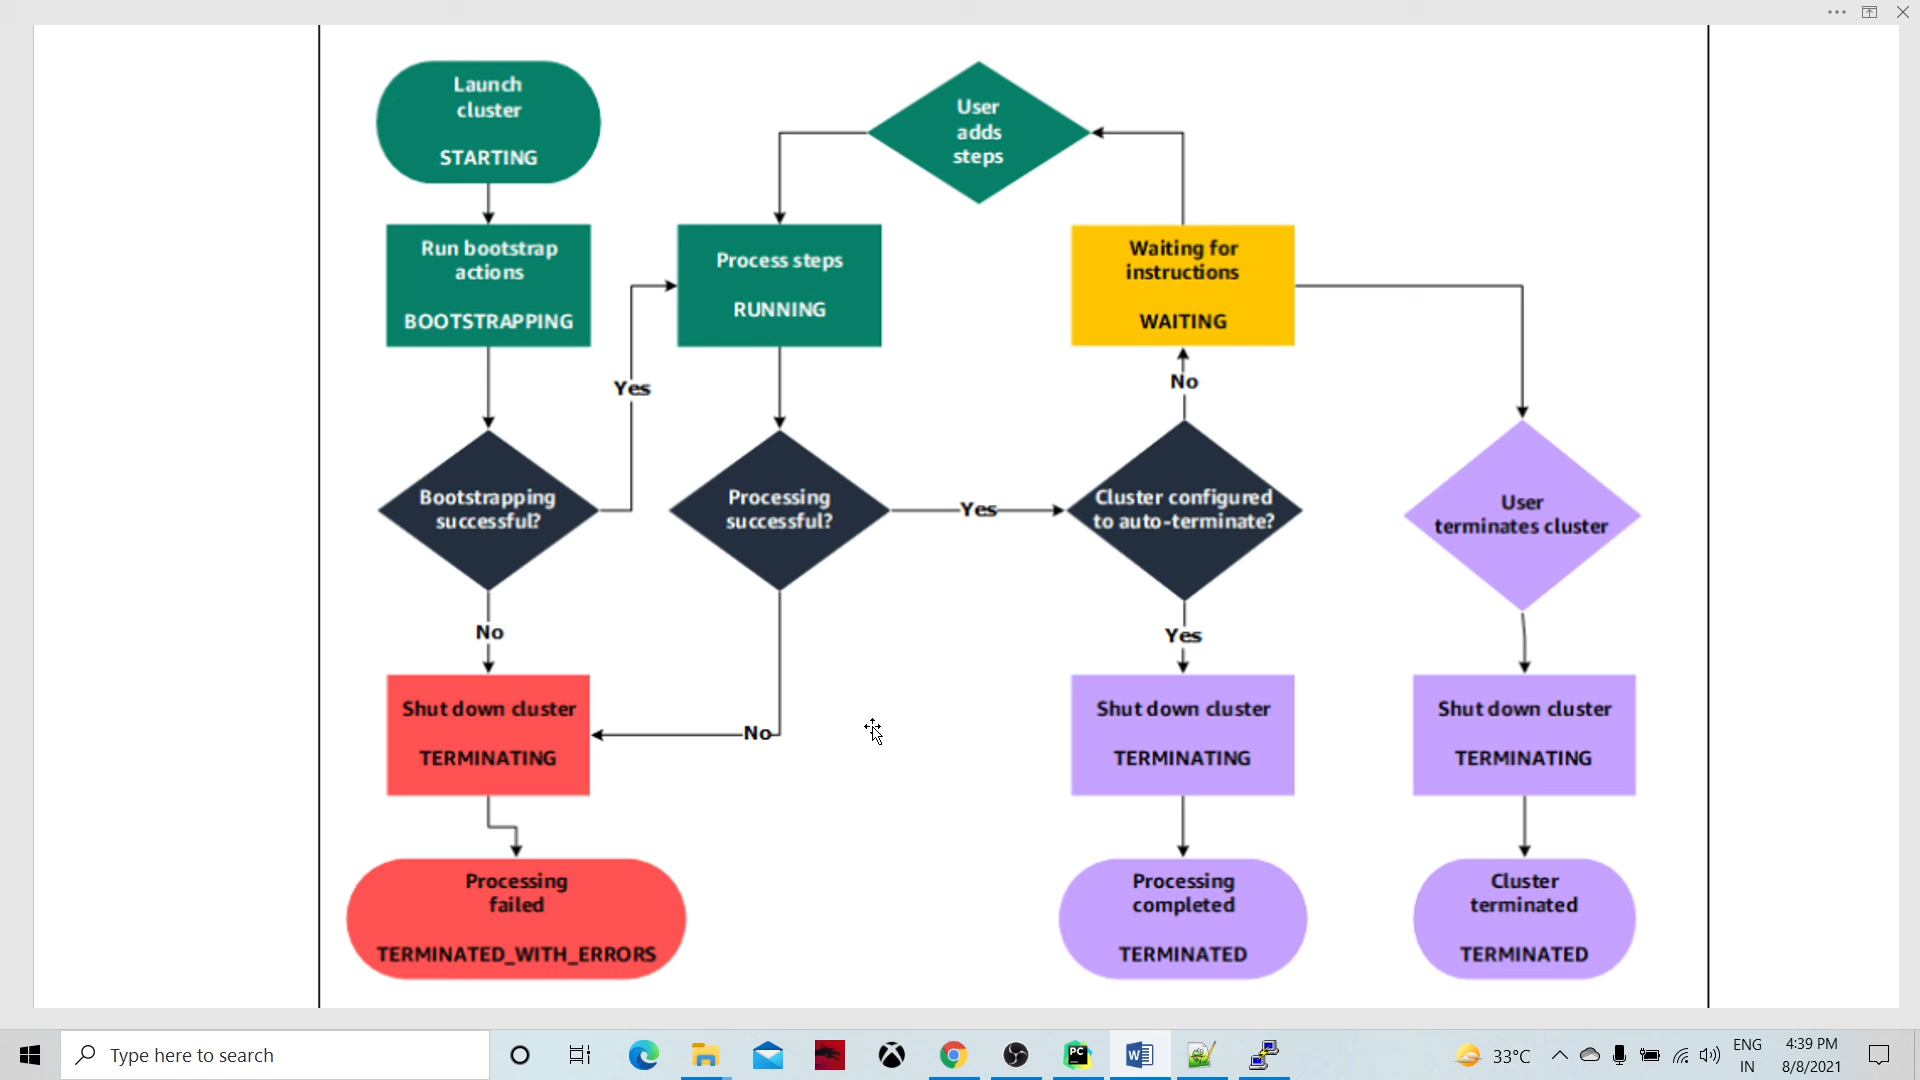 Launch
cluster
STARTING
User
adds
steps
Run bootstrap
actions
BOOTSTRAPPING
Process steps
RUNNING
Waiting for
instructions
WAITING
Yes
No
Bootstrapping
successful?
Processing
successful?
Yes
Cluster configured
to auto-terminate?
User
terminates cluster
No
Yes
Shut down cluster
TERMINATING
No
Shut down cluster
TERMINATING
Shut down cluster
TERMINATING
Processing
failed
TERMINATED_WITH_ERRORS
Processing
completed
TERMINATED
Cluster
terminated
TERMINATED
Type here to search
PC
W
33°C
ENG
IN
4:39 PM
8/8/2021